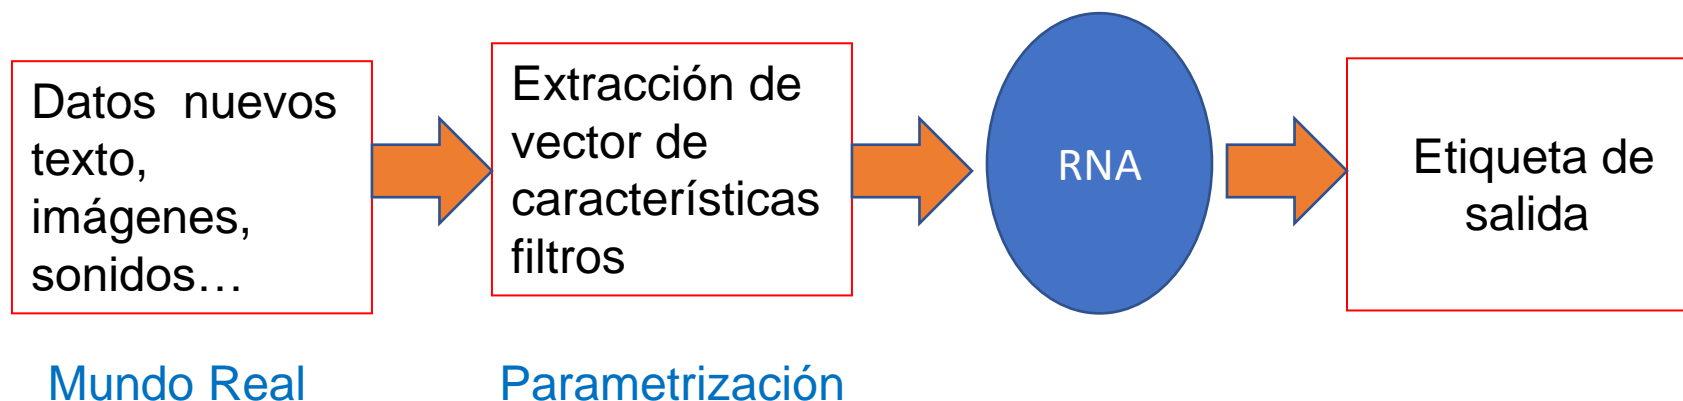 Datos nuevos
texto,
imágenes,
sonidos…
Extracción de
vector de
características
filtros
RNA
Etiqueta de
salida
Mundo Real
Parametrización